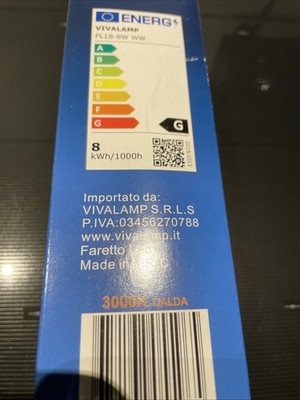 ENERG
VIVALAMP
FL18-8W WW
A
B
C
D
E
F
G
G
8
kWh/1000h
Importato da:
VIVALAMP S.R.L.S
P.IVA:03456270788
www.vivalamp.it
Faretto
Made in
3000K CALDA